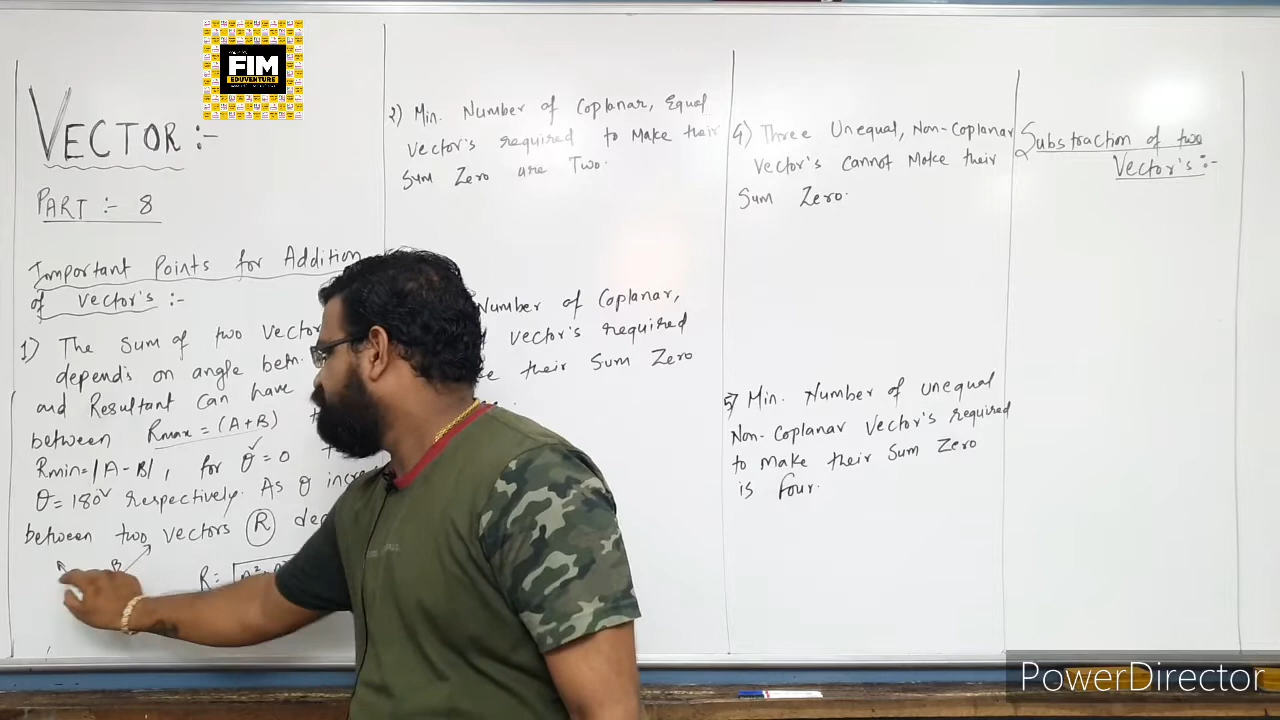 FIM
EDUVENTURE
VECTOR :-
PART :- 8
Important Points for Addition
of vector's :-
1) The Sum of two Vector
depends on angle betn.
and Resultant can have
between Rmax = (A+B)
Rmin = |A - B| , for θ = 0
θ = 180° respectively. As θ incre
between two vectors R de
A B
R =
2) Min. Number of Coplanar, Equal
Vector's required to Make their
Sum Zero are Two.
Number of Coplanar,
vector's required
their Sum Zero
4) Three Unequal, Non-Coplanar
Vector's Cannot Make their
Sum Zero.
5) Min. Number of unequal
Non-Coplanar Vector's required
to Make their Sum Zero
is four.
Substraction of two
Vector's :-
PowerDirector